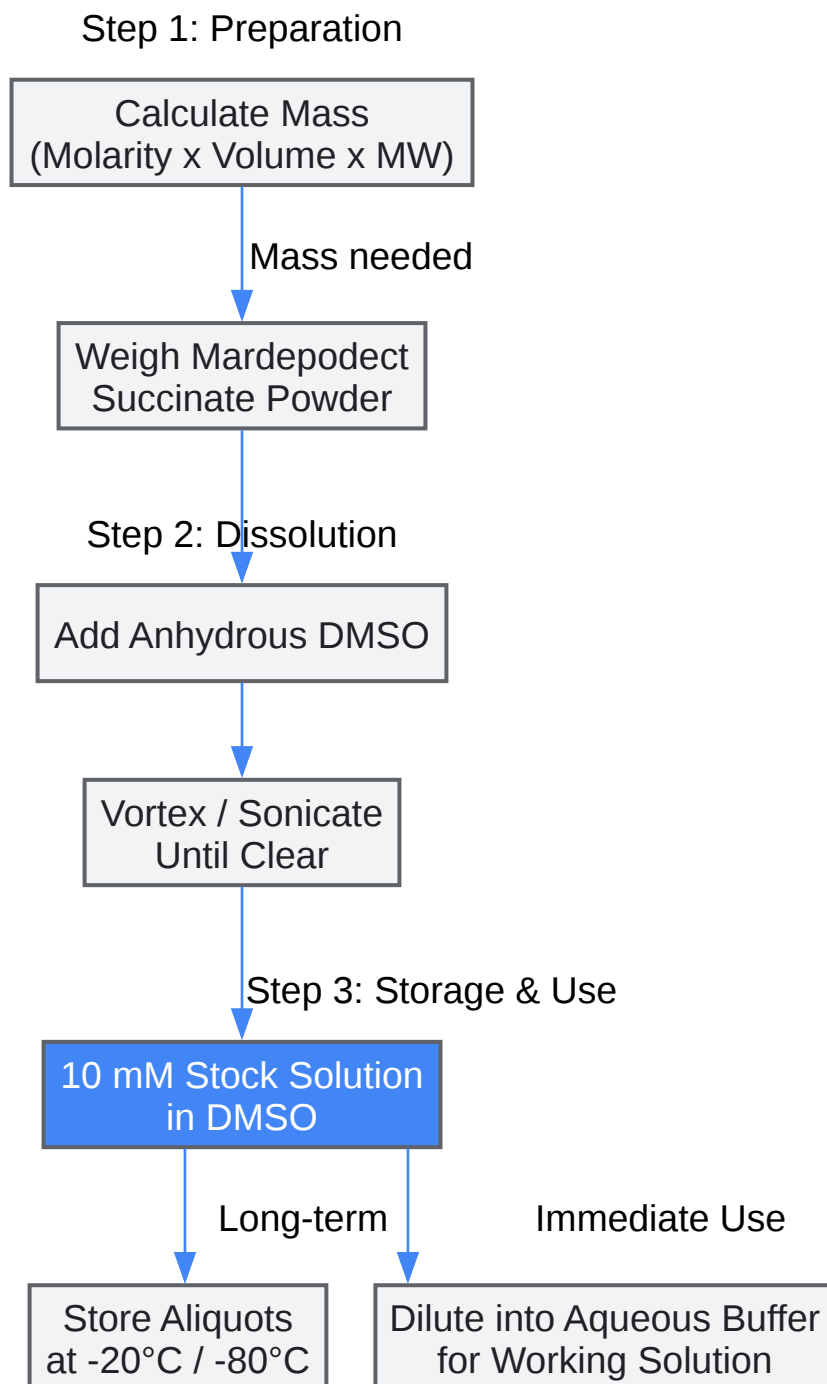 Step 1: Preparation
Calculate Mass
(Molarity x Volume x MW)
Mass needed
Weigh Mardepodect
Succinate Powder
Step 2: Dissolution
Add Anhydrous DMSO
Vortex / Sonicate
Until Clear
Step 3: Storage & Use
10 mM Stock Solution
in DMSO
Long-term
Immediate Use
Store Aliquots
at -20°C / -80°C
Dilute into Aqueous Buffer
for Working Solution